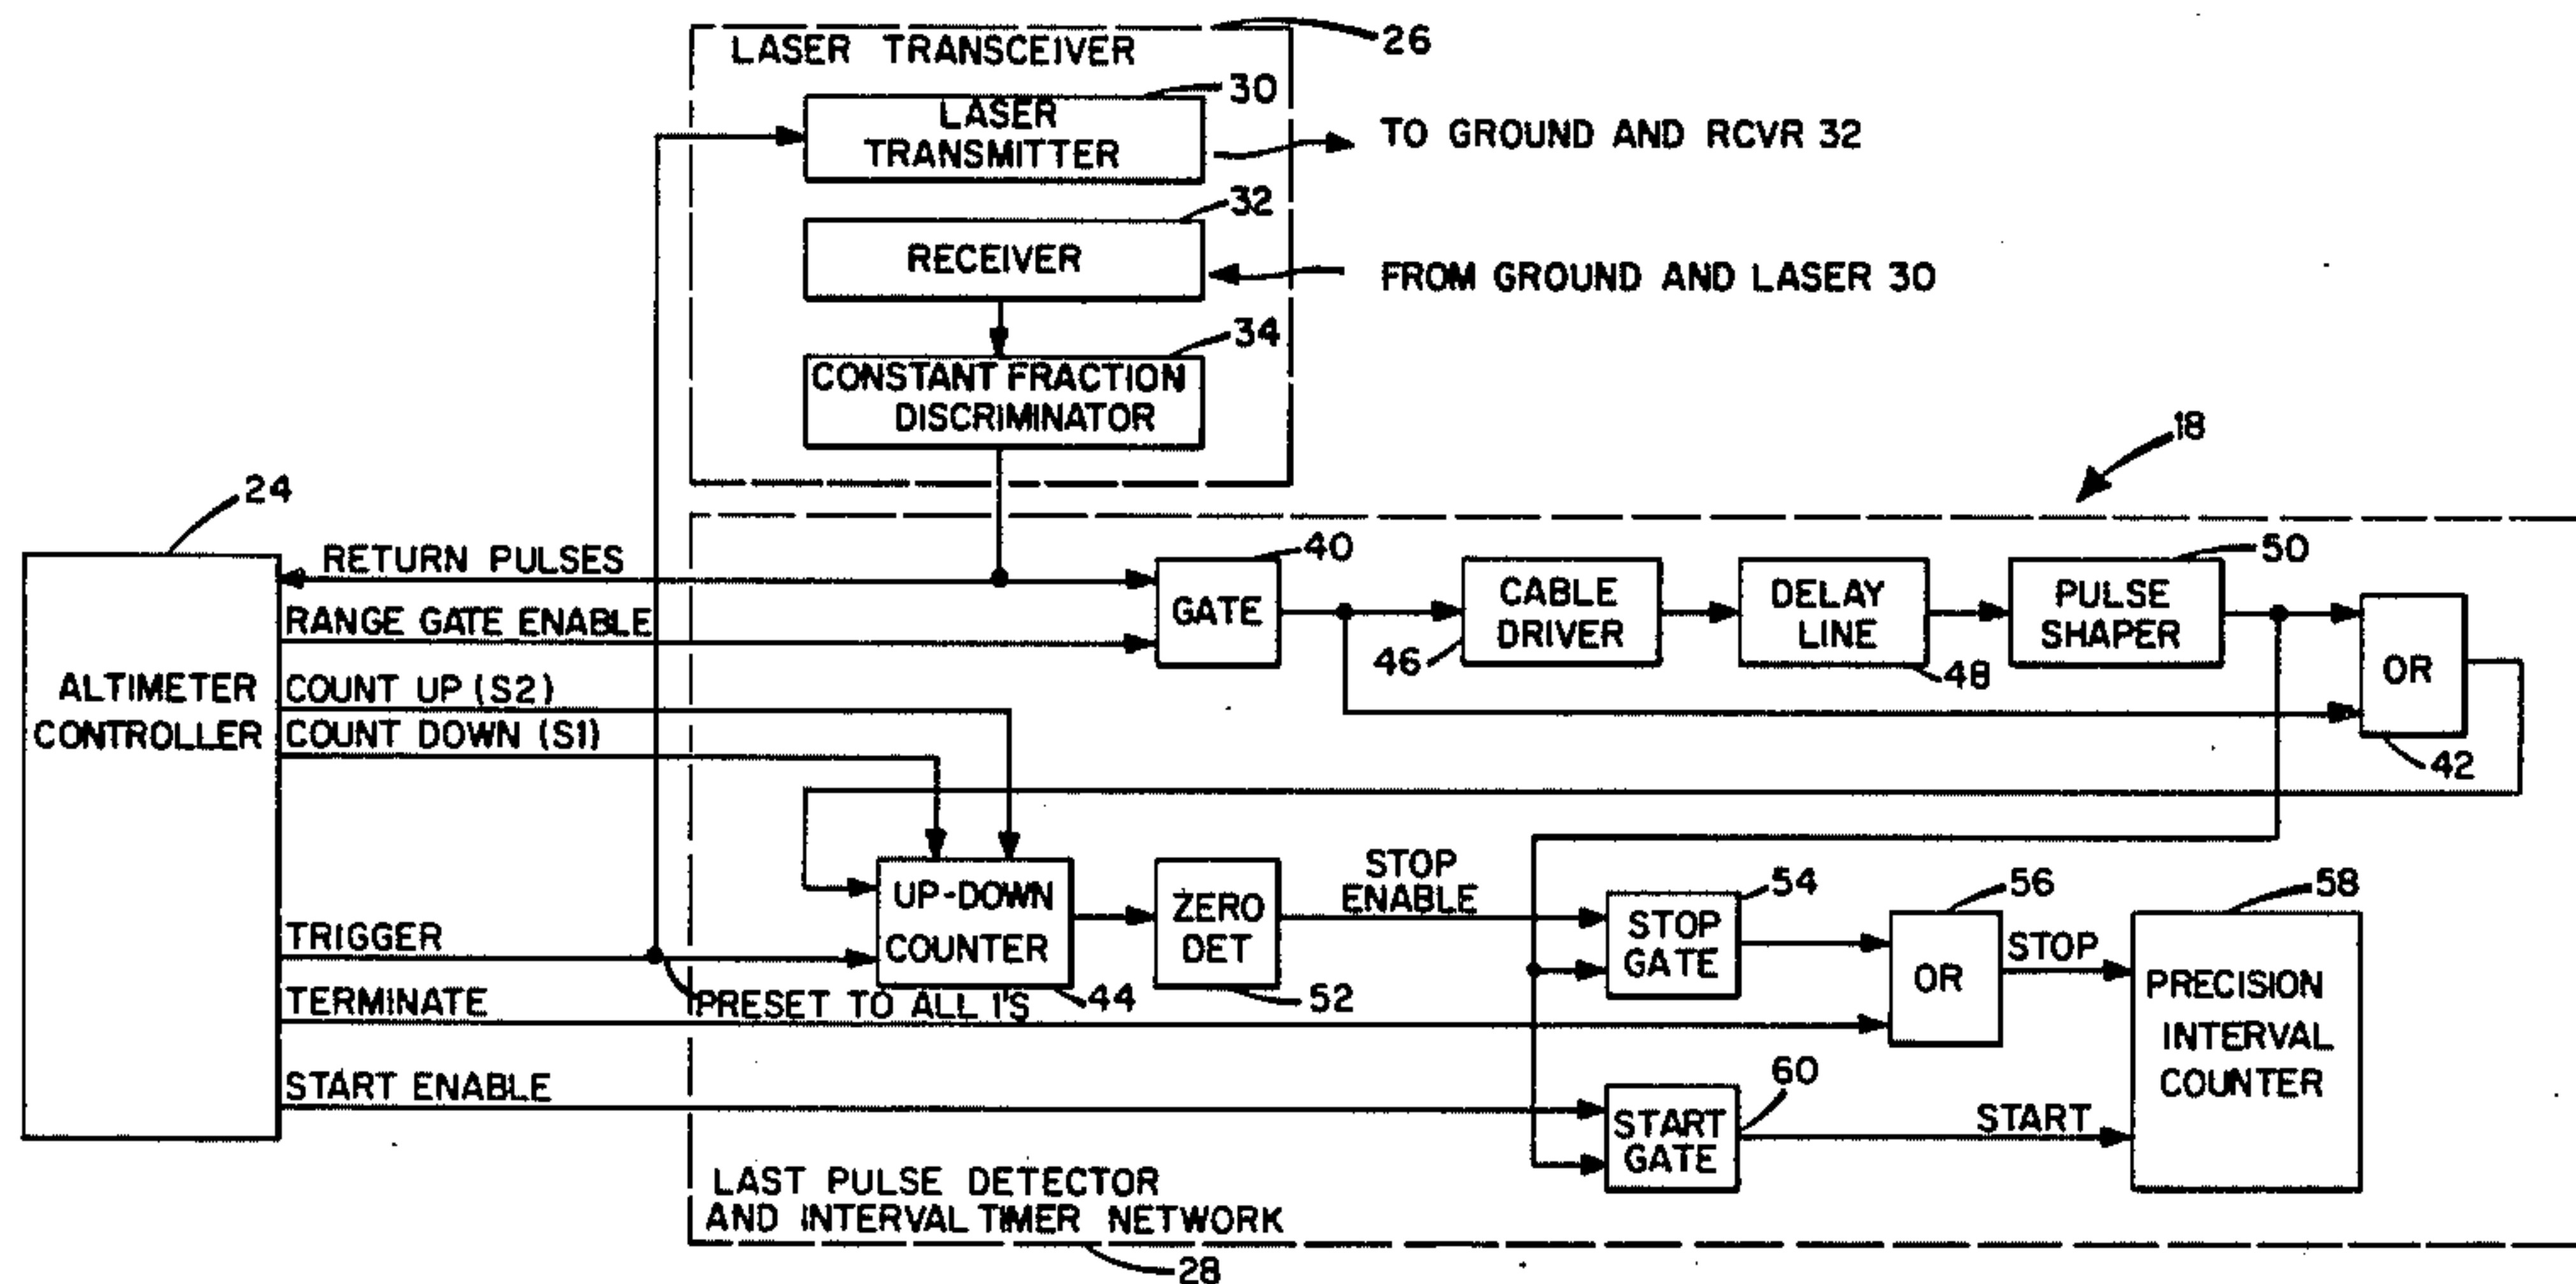 LASER TRANSCEIVER
26
30
LASER
TRANSMITTER
TO GROUND AND RCVR 32
32
RECEIVER
FROM GROUND AND LASER 30
34
CONSTANT FRACTION
DISCRIMINATOR
18
24
ALTIMETER
CONTROLLER
RETURN PULSES
RANGE GATE ENABLE
COUNT UP (S2)
COUNT DOWN (S1)
TRIGGER
TERMINATE
START ENABLE
40
GATE
CABLE
DRIVER
46
DELAY
LINE
48
50
PULSE
SHAPER
OR
42
UP-DOWN
COUNTER
44
PRESET TO ALL 1'S
ZERO
DET
52
STOP
ENABLE
54
STOP
GATE
56
OR
STOP
58
PRECISION
INTERVAL
COUNTER
60
START
GATE
START
LAST PULSE DETECTOR
AND INTERVAL TIMER NETWORK
28